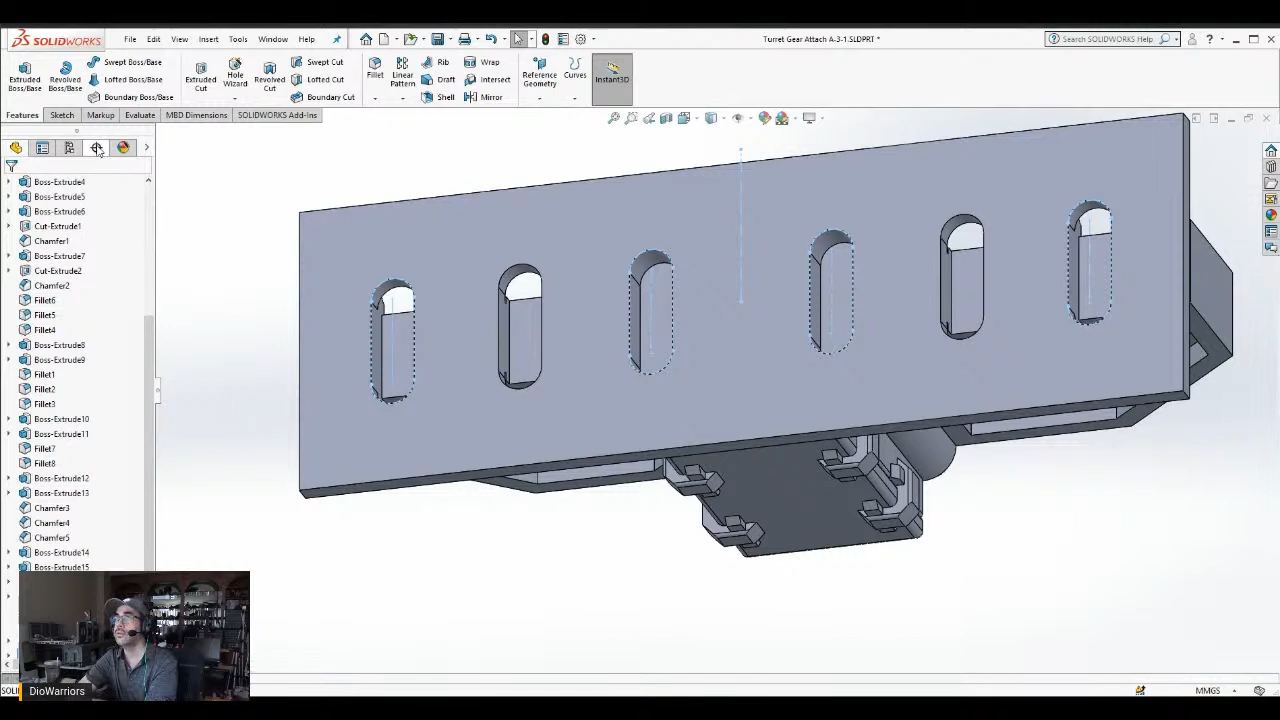 SOLIDWORKS File Edit View Insert Tools Window Help Turret Gear Attach A-3-1.SLDPRT * Search SOLIDWORKS Help
Extruded Boss/Base
Revolved Boss/Base
Swept Boss/Base
Lofted Boss/Base
Boundary Boss/Base
Extruded Cut
Hole Wizard
Revolved Cut
Swept Cut
Lofted Cut
Boundary Cut
Fillet
Linear Pattern
Rib
Draft
Shell
Wrap
Intersect
Mirror
Reference Geometry
Curves
Instant3D
Features Sketch Markup Evaluate MBD Dimensions SOLIDWORKS Add-Ins
Boss-Extrude4
Boss-Extrude5
Boss-Extrude6
Cut-Extrude1
Chamfer1
Boss-Extrude7
Cut-Extrude2
Chamfer2
Fillet6
Fillet5
Fillet4
Boss-Extrude8
Boss-Extrude9
Fillet1
Fillet2
Fillet3
Boss-Extrude10
Boss-Extrude11
Fillet7
Fillet8
Boss-Extrude12
Boss-Extrude13
Chamfer3
Chamfer4
Chamfer5
Boss-Extrude14
Boss-Extrude15
DioWarriors
MMGS